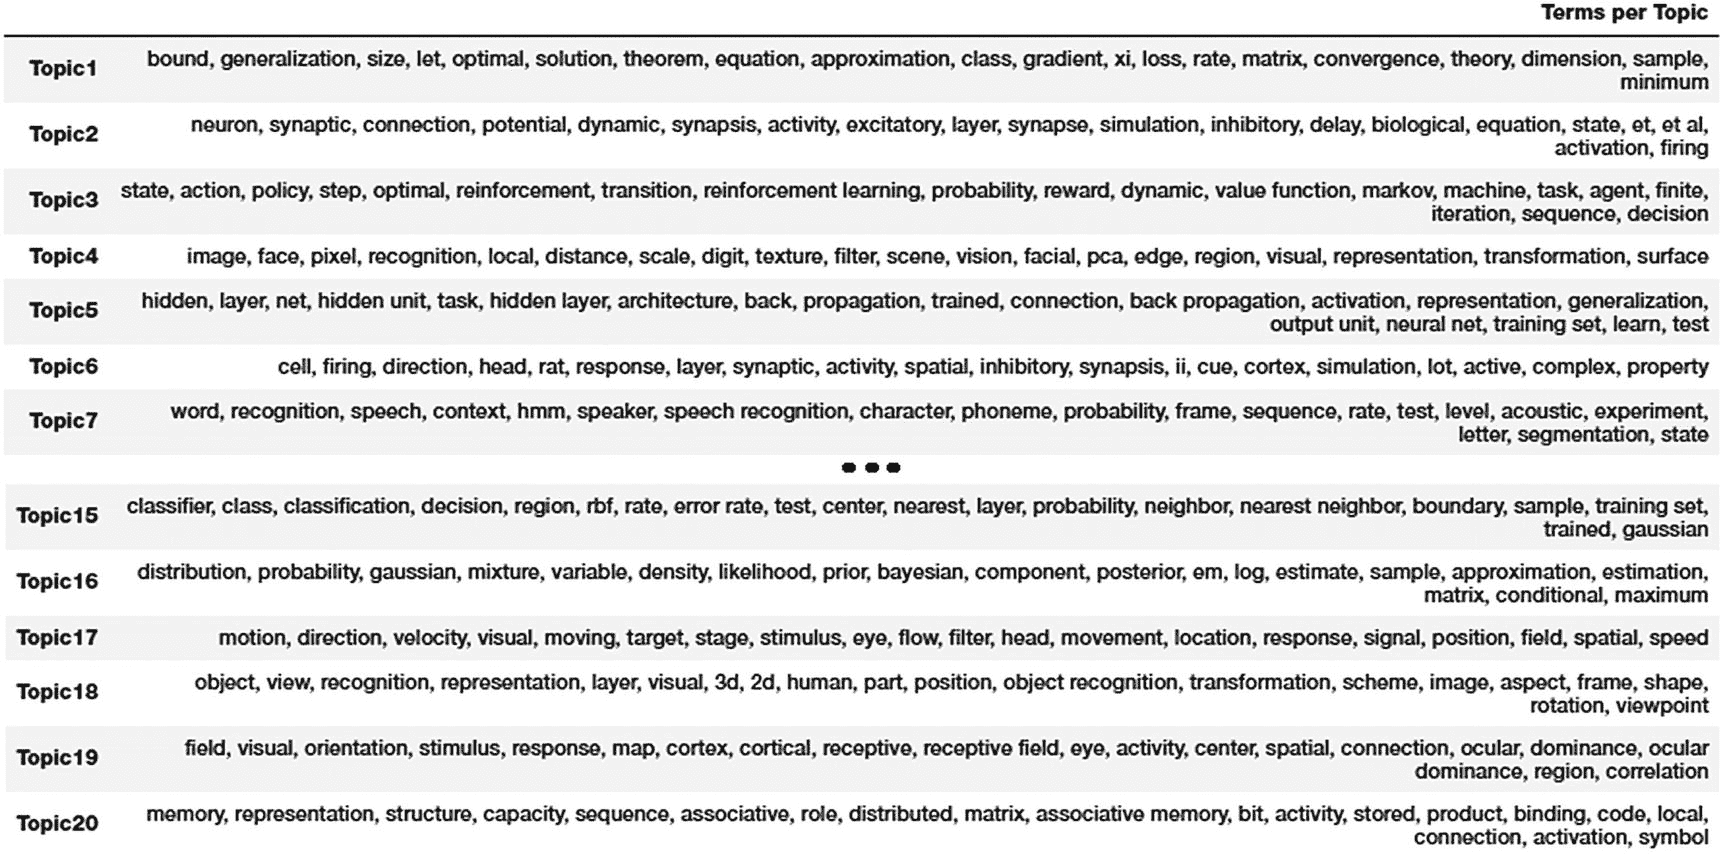 Terms per Topic
Topic1 bound, generalization, size, let, optimal, solution, theorem, equation, approximation, class, gradient, xi, loss, rate, matrix, convergence, theory, dimension, sample,
minimum
Topic2 neuron, synaptic, connection, potential, dynamic, synapsis, activity, excitatory, layer, synapse, simulation, inhibitory, delay, biological, equation, state, et, et al,
activation, firing
Topic3 state, action, policy, step, optimal, reinforcement, transition, reinforcement learning, probability, reward, dynamic, value function, markov, machine, task, agent, finite,
iteration, sequence, decision
Topic4 image, face, pixel, recognition, local, distance, scale, digit, texture, filter, scene, vision, facial, pca, edge, region, visual, representation, transformation, surface
Topic5 hidden, layer, net, hidden unit, task, hidden layer, architecture, back, propagation, trained, connection, back propagation, activation, representation, generalization,
output unit, neural net, training set, learn, test
Topic6 cell, firing, direction, head, rat, response, layer, synaptic, activity, spatial, inhibitory, synapsis, ii, cue, cortex, simulation, lot, active, complex, property
Topic7 word, recognition, speech, context, hmm, speaker, speech recognition, character, phoneme, probability, frame, sequence, rate, test, level, acoustic, experiment,
letter, segmentation, state
• • •
Topic15 classifier, class, classification, decision, region, rbf, rate, error rate, test, center, nearest, layer, probability, neighbor, nearest neighbor, boundary, sample, training set,
trained, gaussian
Topic16 distribution, probability, gaussian, mixture, variable, density, likelihood, prior, bayesian, component, posterior, em, log, estimate, sample, approximation, estimation,
matrix, conditional, maximum
Topic17 motion, direction, velocity, visual, moving, target, stage, stimulus, eye, flow, filter, head, movement, location, response, signal, position, field, spatial, speed
Topic18 object, view, recognition, representation, layer, visual, 3d, 2d, human, part, position, object recognition, transformation, scheme, image, aspect, frame, shape,
rotation, viewpoint
Topic19 field, visual, orientation, stimulus, response, map, cortex, cortical, receptive, receptive field, eye, activity, center, spatial, connection, ocular, dominance, ocular
dominance, region, correlation
Topic20 memory, representation, structure, capacity, sequence, associative, role, distributed, matrix, associative memory, bit, activity, stored, product, binding, code, local,
connection, activation, symbol